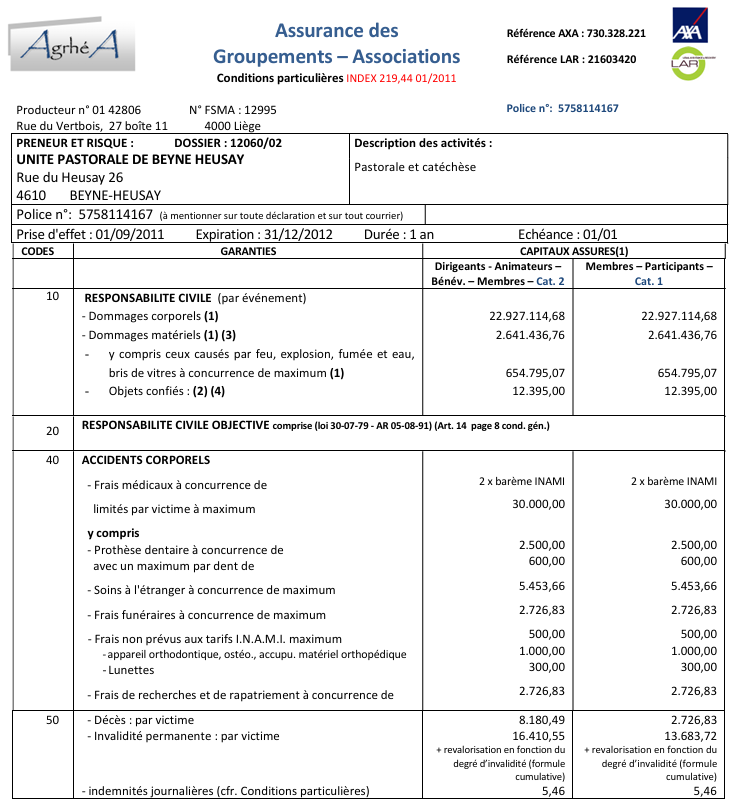 AgrhéA
Assurance des
Groupements – Associations
Conditions particulières INDEX 219,44 01/2011
Référence AXA : 730.328.221
Référence LAR : 21603420
AXA
LAR
Producteur n° 01 42806 N° FSMA : 12995
Police n°: 5758114167
Rue du Vertbois, 27 boîte 11 4000 Liège
PRENEUR ET RISQUE : DOSSIER : 12060/02
UNITE PASTORALE DE BEYNE HEUSAY
Rue du Heusay 26
4610 BEYNE-HEUSAY
Description des activités :
Pastorale et catéchèse
Police n°: 5758114167 (à mentionner sur toute déclaration et sur tout courrier)
Prise d'effet : 01/09/2011 Expiration : 31/12/2012 Durée : 1 an Echéance : 01/01
CODES GARANTIES CAPITAUX ASSURES(1)
Dirigeants - Animateurs – Membres – Participants –
Bénév. – Membres – Cat. 2 Cat. 1
10 RESPONSABILITE CIVILE (par événement)
- Dommages corporels (1) 22.927.114,68 22.927.114,68
- Dommages matériels (1) (3) 2.641.436,76 2.641.436,76
- y compris ceux causés par feu, explosion, fumée et eau,
bris de vitres à concurrence de maximum (1) 654.795,07 654.795,07
- Objets confiés : (2) (4) 12.395,00 12.395,00
20 RESPONSABILITE CIVILE OBJECTIVE comprise (loi 30-07-79 - AR 05-08-91) (Art. 14 page 8 cond. gén.)
40 ACCIDENTS CORPORELS
- Frais médicaux à concurrence de 2 x barème INAMI 2 x barème INAMI
limités par victime à maximum 30.000,00 30.000,00
y compris
- Prothèse dentaire à concurrence de 2.500,00 2.500,00
avec un maximum par dent de 600,00 600,00
- Soins à l'étranger à concurrence de maximum 5.453,66 5.453,66
- Frais funéraires à concurrence de maximum 2.726,83 2.726,83
- Frais non prévus aux tarifs I.N.A.M.I. maximum 500,00 500,00
- appareil orthodontique, ostéo., accupu. matériel orthopédique 1.000,00 1.000,00
- Lunettes 300,00 300,00
- Frais de recherches et de rapatriement à concurrence de 2.726,83 2.726,83
50 - Décès : par victime 8.180,49 2.726,83
- Invalidité permanente : par victime 16.410,55 13.683,72
+ revalorisation en fonction du + revalorisation en fonction du
degré d'invalidité (formule degré d'invalidité (formule
cumulative) cumulative)
- indemnités journalières (cfr. Conditions particulières) 5,46 5,46